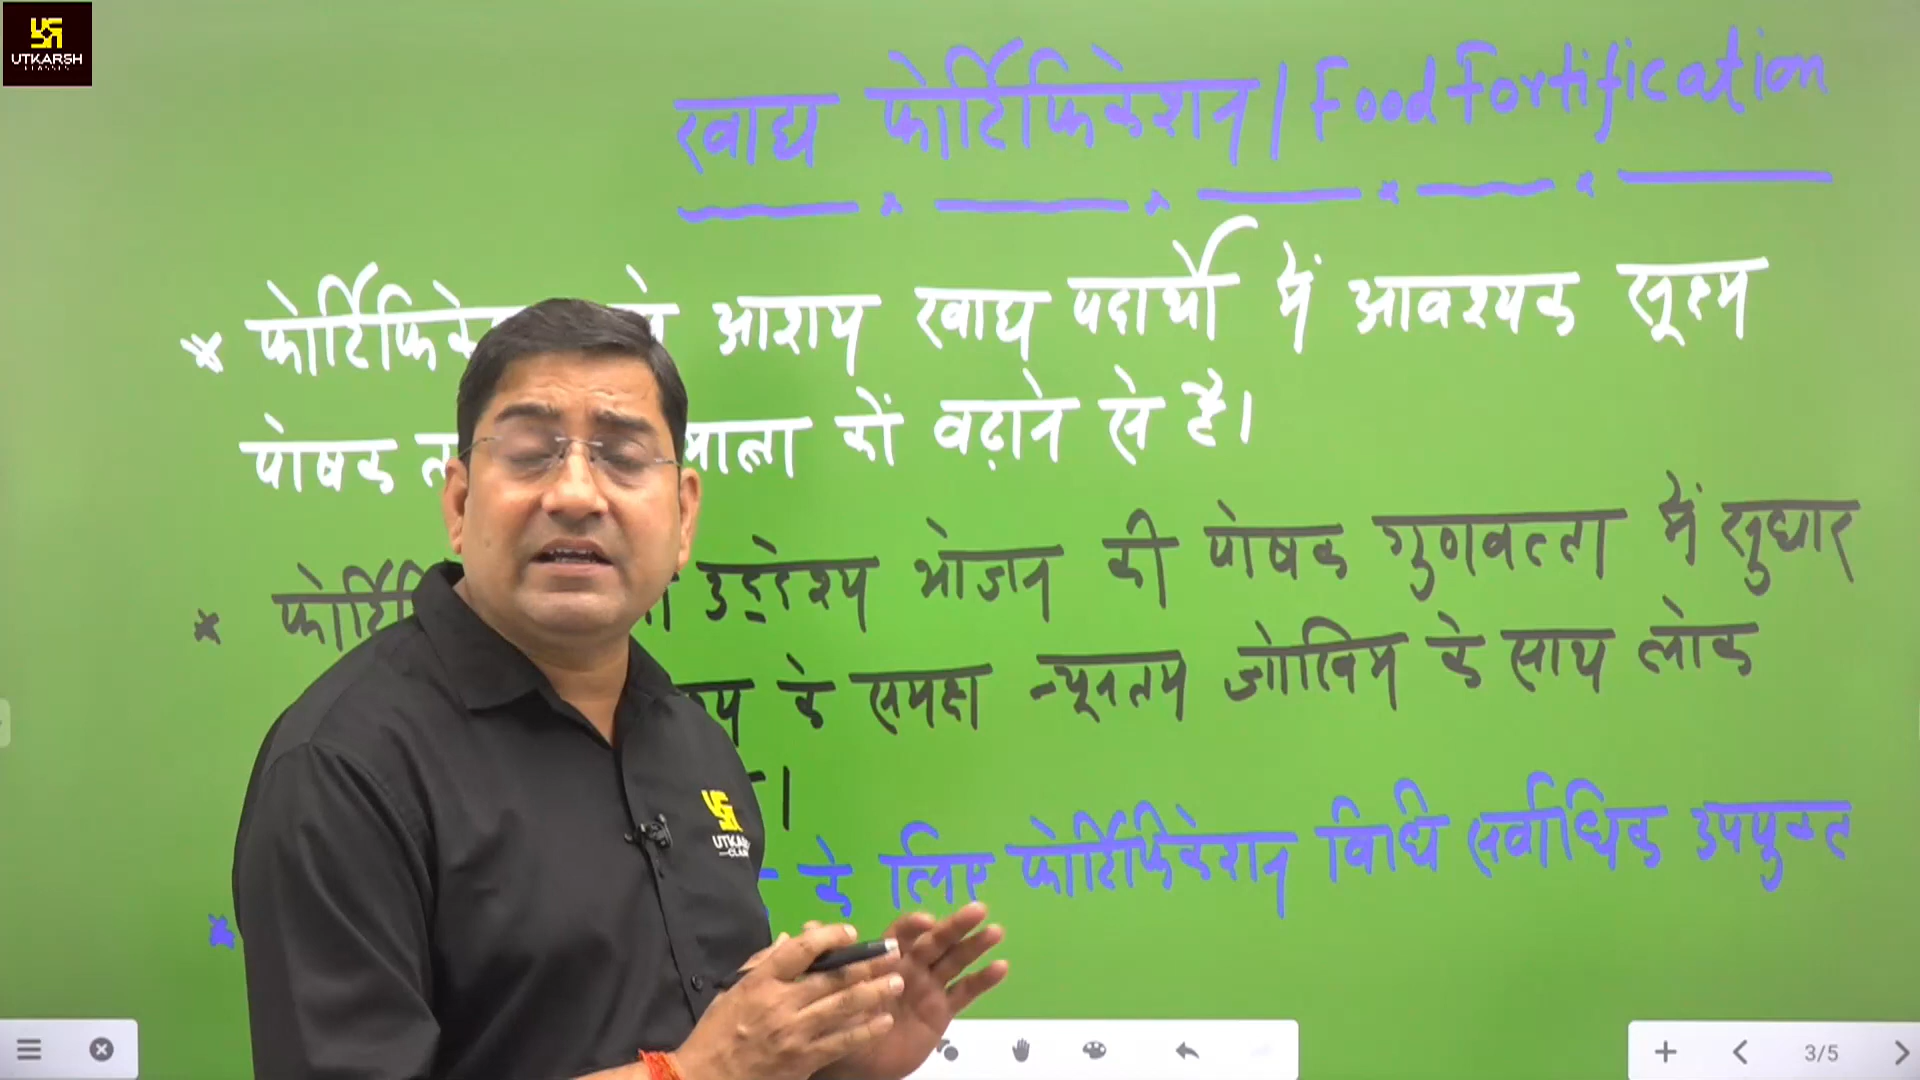 UTKARSH
CLASSES
खाद्य फोर्टिफिकेशन / Food Fortification
* आशय खाद्य पदार्थों में आवश्यक सूक्ष्म
पोषक को बढ़ाने से है।
* उद्देश्य भोजन की पोषक गुणवत्ता में सुधार
के समक्ष न्यूनतम जोखिम के साथ लोक
।
* के लिए फोर्टिफिकेशन विधि सर्वाधिक उपयुक्त
3/5